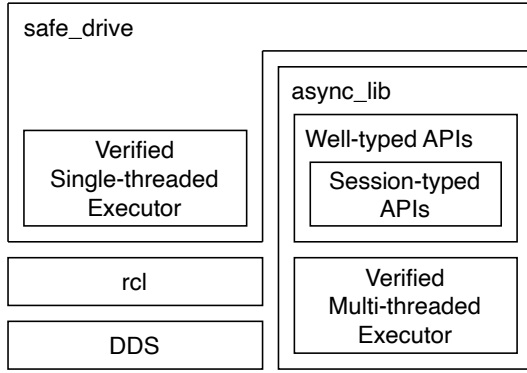 safe_drive
async_lib
Verified
Single-threaded
Executor
Well-typed APIs
Session-typed
APIs
rcl
DDS
Verified
Multi-threaded
Executor